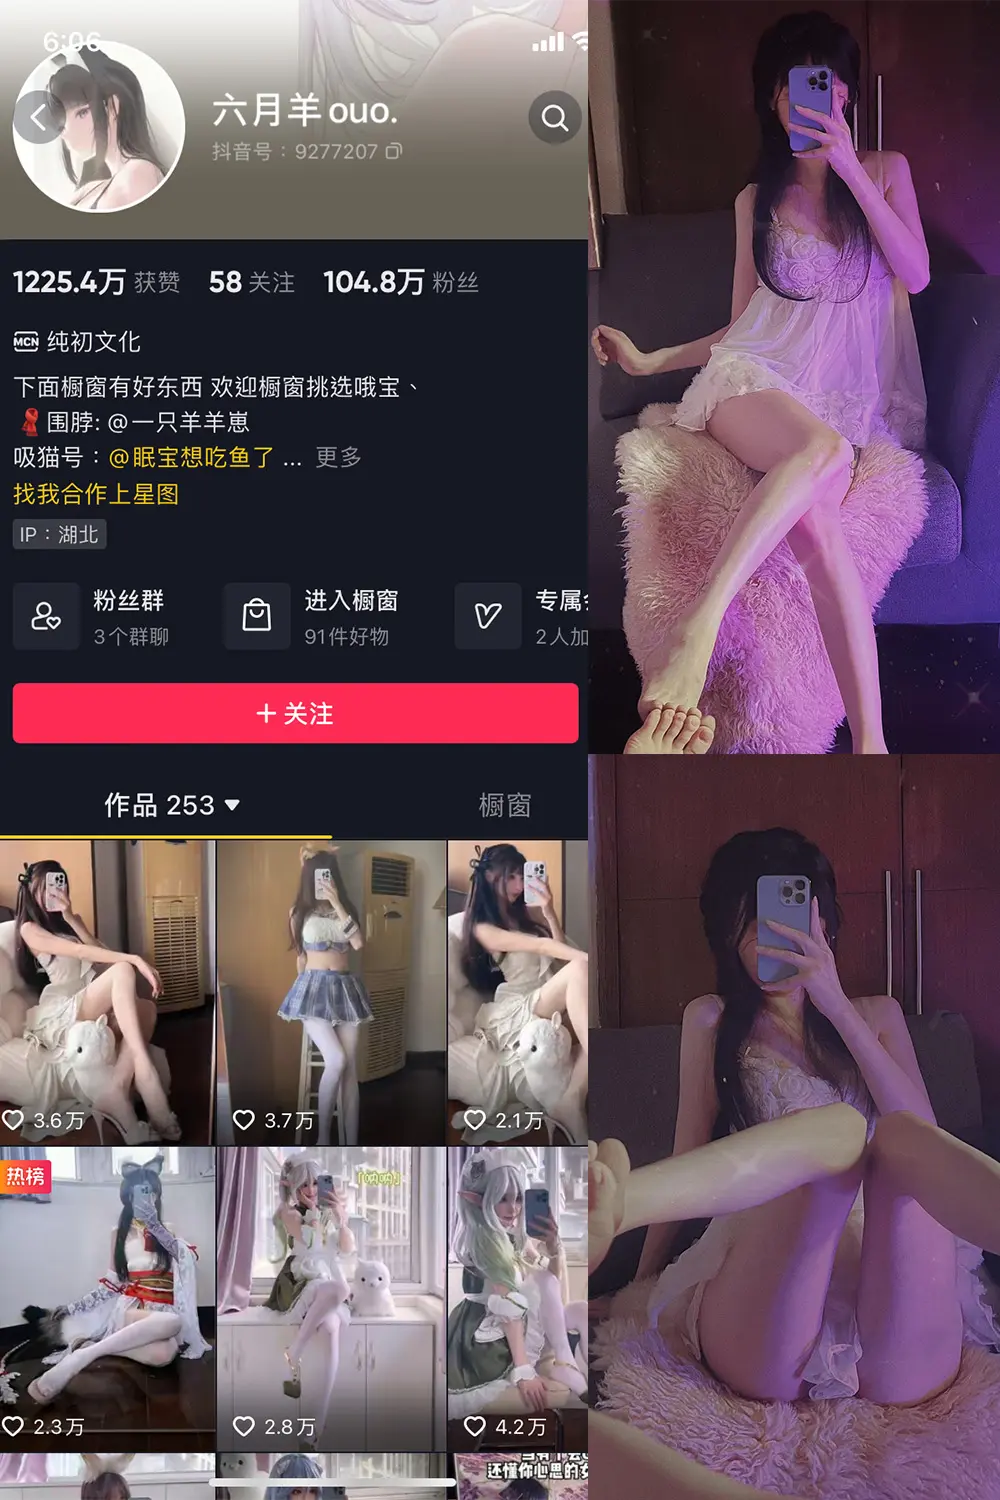 6:06
六月羊ouo.
抖音号：9277207
1225.4万 获赞 58 关注 104.8万 粉丝
MCN 纯初文化
下面橱窗有好东西 欢迎橱窗挑选哦宝、
围脖: @一只羊羊崽
吸猫号：@眠宝想吃鱼了 ... 更多
找我合作上星图
IP：湖北
粉丝群
3个群聊
进入橱窗
91件好物
专属会
2人加
+ 关注
作品 253
橱窗
3.6万
3.7万
2.1万
热榜
2.3万
2.8万
4.2万
还懂你心思的女